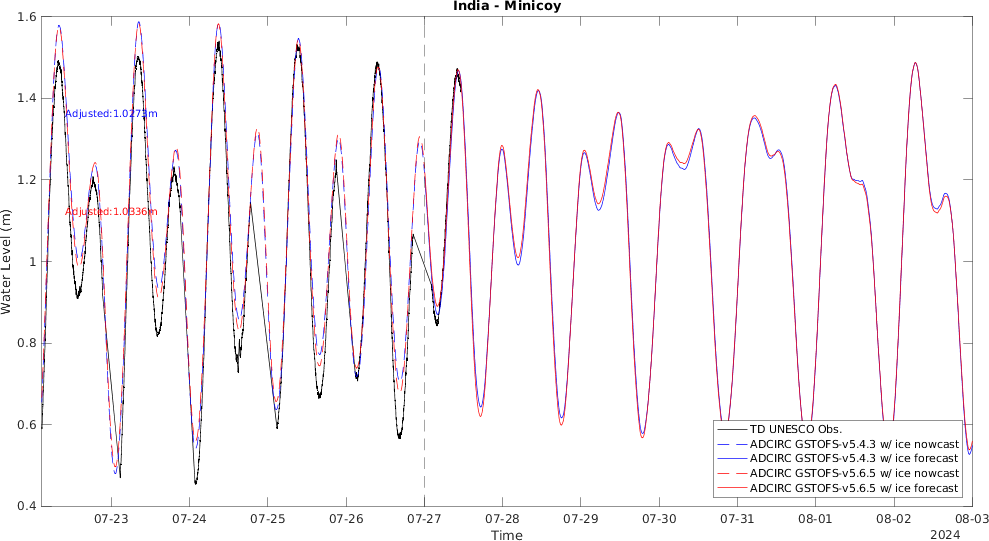 India - Minicoy
1.6
1.4
1.2
1
0.8
0.6
0.4
Water Level (m)
Adjusted:1.0273m
Adjusted:1.0336m
TD UNESCO Obs.
ADCIRC GSTOFS-v5.4.3 w/ ice nowcast
ADCIRC GSTOFS-v5.4.3 w/ ice forecast
ADCIRC GSTOFS-v5.6.5 w/ ice nowcast
ADCIRC GSTOFS-v5.6.5 w/ ice forecast
07-23 07-24 07-25 07-26 07-27 07-28 07-29 07-30 07-31 08-01 08-02 08-03
Time
2024